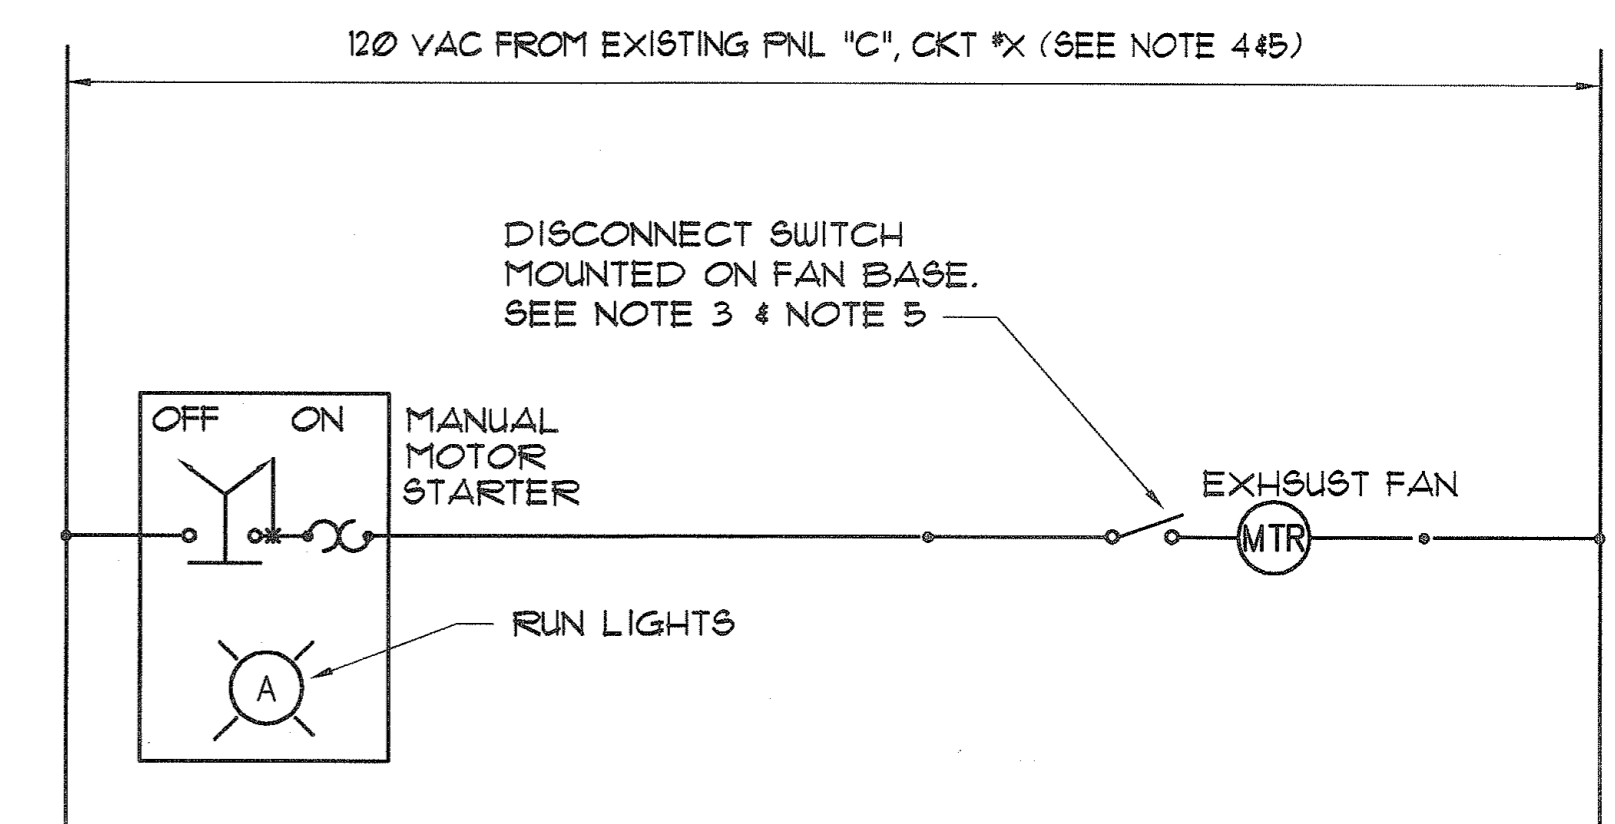 120 VAC FROM EXISTING PNL "C", CKT #X (SEE NOTE 4&5)
DISCONNECT SWITCH
MOUNTED ON FAN BASE.
SEE NOTE 3 & NOTE 5
OFF ON
MANUAL
MOTOR
STARTER
EXHSUST FAN
MTR
RUN LIGHTS
A